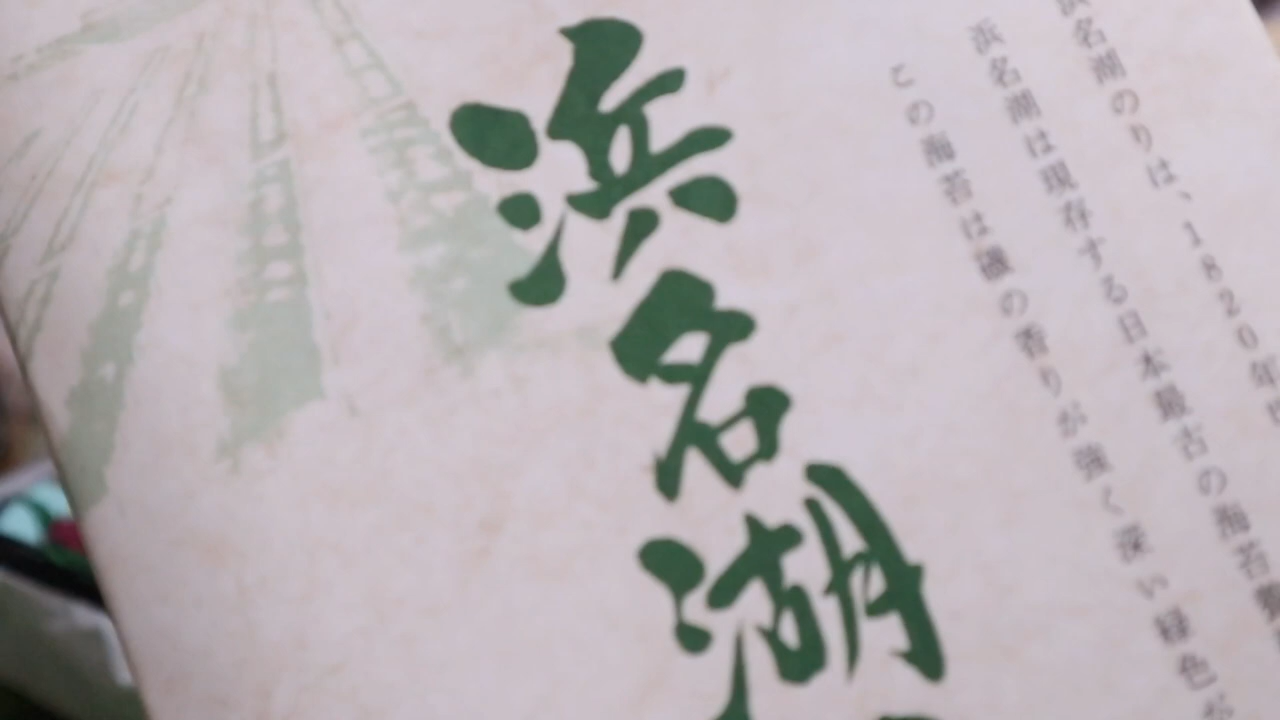 浜名湖のりは、1820年
浜名湖は現存する日本最古の海苔養
この海苔は磯の香りが強く深い緑色が
浜名湖